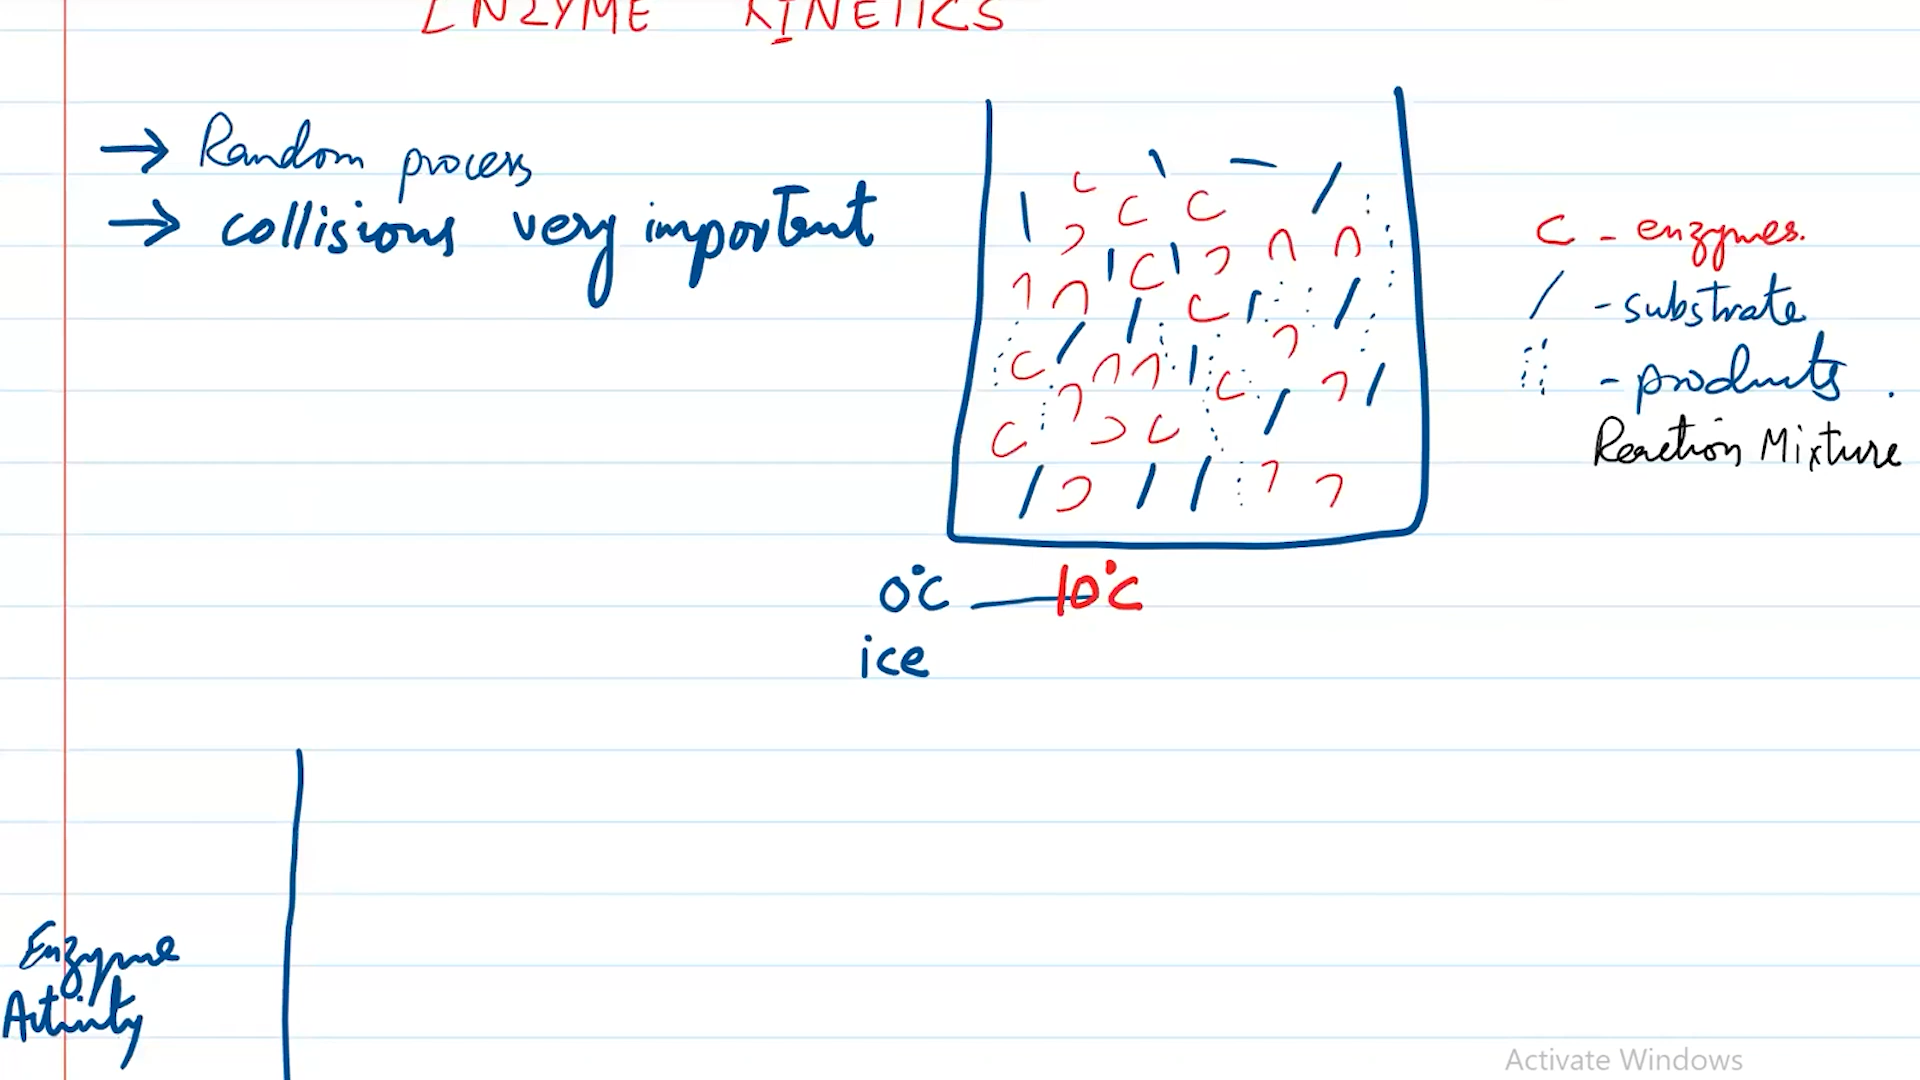 ENZYME KINETICS
→ Random process
→ collisions very important
C - enzymes.
/ - substrate
- products.
Reaction Mixture
0°C — 10°C
ice
Enzyme
Activity
Activate Windows